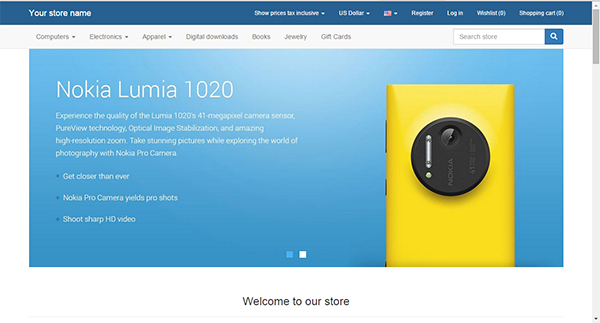 Your store name
Show prices tax inclusive
US Dollar
Register
Log in
Wishlist (0)
Shopping cart (0)
Computers
Electronics
Apparel
Digital downloads
Books
Jewelry
Gift Cards
Search store
Nokia Lumia 1020
Experience the quality of the Lumia 1020's 41-megapixel camera sensor,
PureView technology, Optical Image Stabilization, and amazing
high-resolution zoom. Take stunning pictures while exploring the world of
photography with Nokia Pro Camera.
Get closer than ever
Nokia Pro Camera yields pro shots
Shoot sharp HD video
NOKIA
Welcome to our store